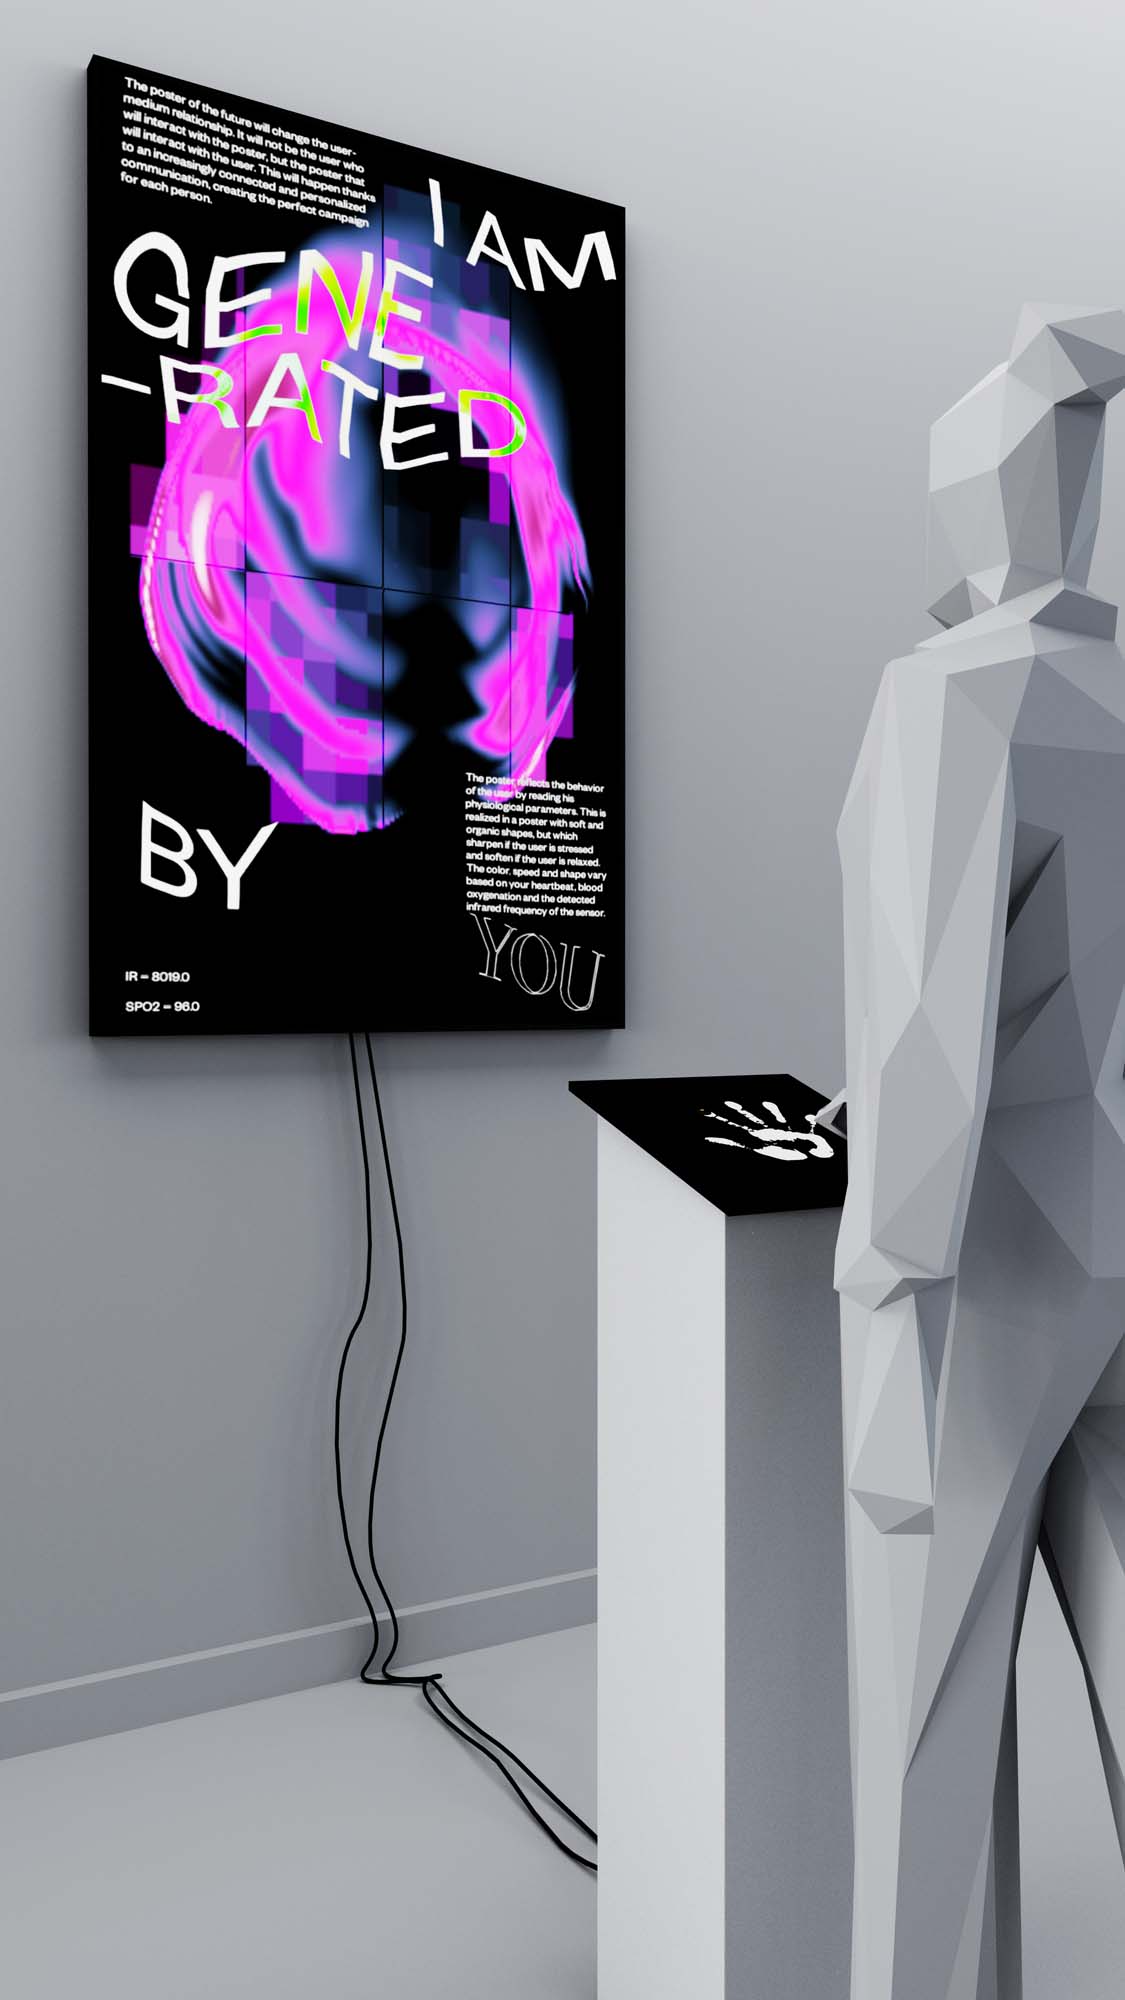 The poster of the future will change the user-
medium relationship. It will not be the user who
will interact with the poster, but the poster that
will interact with the user. This will happen thanks
to an increasingly connected and personalized
communication, creating the perfect campaign
for each person.
I AM
GENE
-RATED
BY
The poster reflects the behavior
of the user by reading his
physiological parameters. This is
realized in a poster with soft and
organic shapes, but which
sharpen if the user is stressed
and soften if the user is relaxed.
The color, speed and shape vary
based on your heartbeat, blood
oxygenation and the detected
infrared frequency of the sensor.
YOU
IR = 8019.0
SPO2 = 96.0